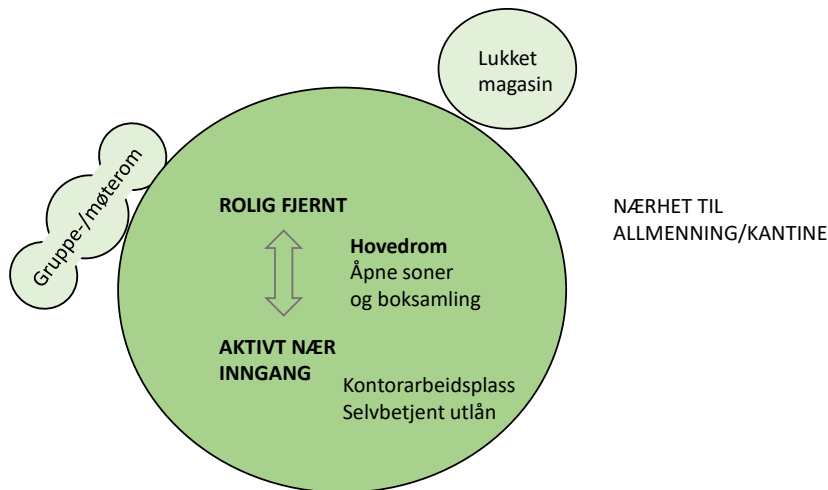 Lukket
magasin
Gruppe-/møterom
ROLIG FJERNT
NÆRHET TIL
ALLMENNING/KANTINE
Hovedrom
Åpne soner
og boksamling
AKTIVT NÆR
INNGANG
Kontorarbeidsplass
Selvbetjent utlån